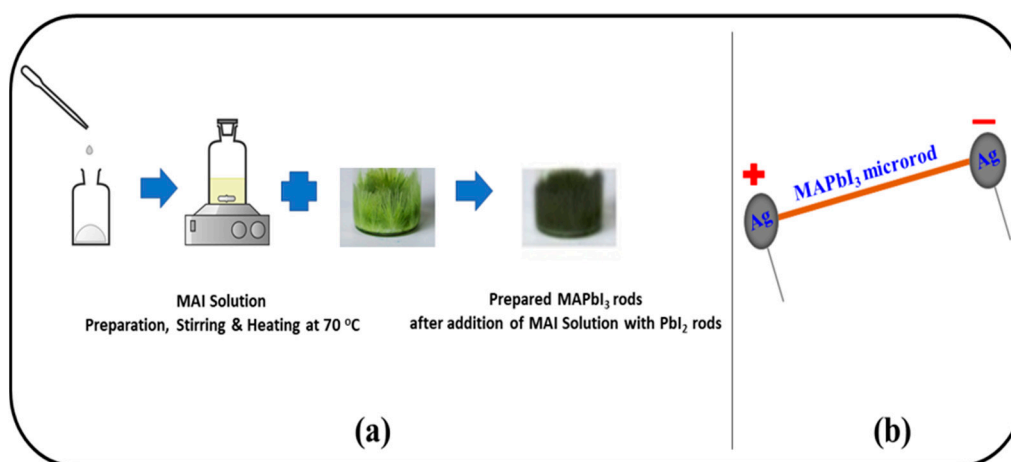 MAI Solution
Preparation, Stirring & Heating at 70 °C
Prepared MAPbI₃ rods
after addition of MAI Solution with PbI₂ rods
(a)
+
−
Ag
MAPbI₃ microrod
Ag
(b)